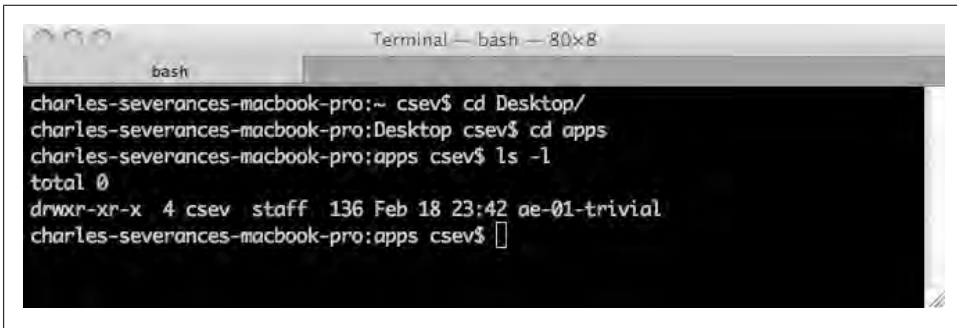 Terminal — bash — 80×8
bash
charles-severances-macbook-pro:~ csev$ cd Desktop/
charles-severances-macbook-pro:Desktop csev$ cd apps
charles-severances-macbook-pro:apps csev$ ls -l
total 0
drwxr-xr-x  4 csev  staff  136 Feb 18 23:42 ae-01-trivial
charles-severances-macbook-pro:apps csev$